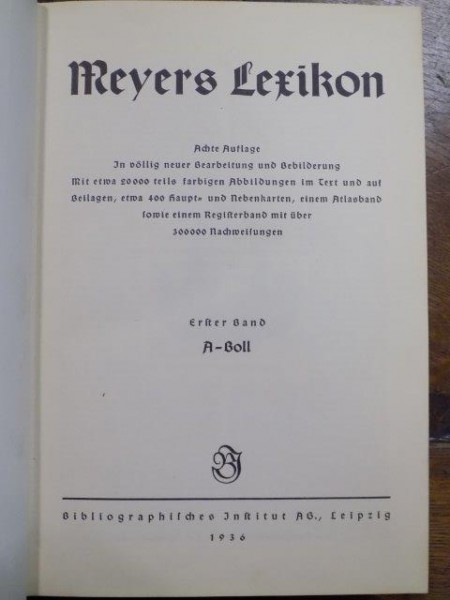 Meyers Lexikon
Achte Auflage
In völlig neuer Bearbeitung und Bebilderung
Mit etwa 20000 teils farbigen Abbildungen im Text und auf
Beilagen, etwa 400 Haupt- und Nebenkarten, einem Atlasband
sowie einem Registerband mit über
300000 Nachweisungen
Erster Band
A-Boll
BI
Bibliographisches Institut AG., Leipzig
1936